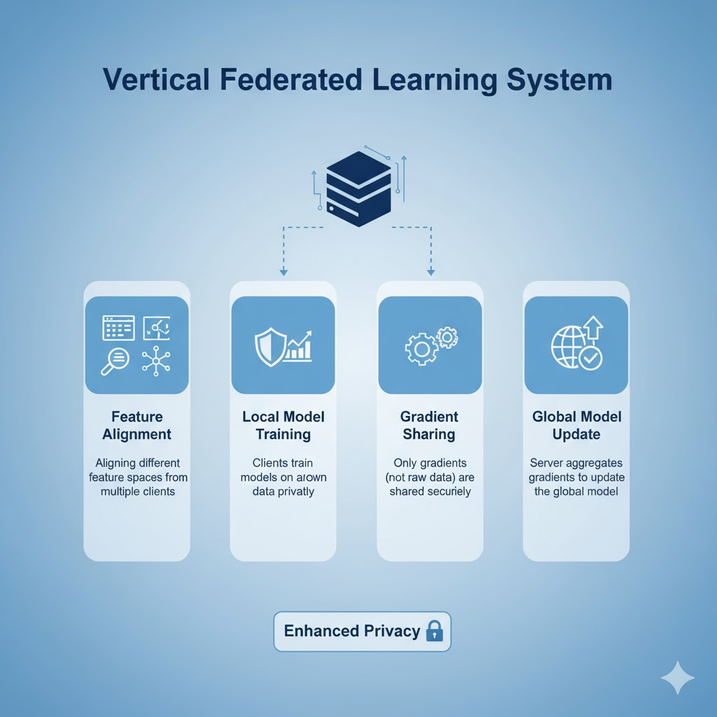 Vertical Federated Learning System
Feature
Alignment
Aligning different
feature spaces from
multiple clients
Local Model
Training
Clients train
models on arown
data privatly
Gradient
Sharing
Only gradients
(not raw data) are
shared securiely
Global Model
Update
Server aggregates
gradients to update
the global model
Enhanced Privacy